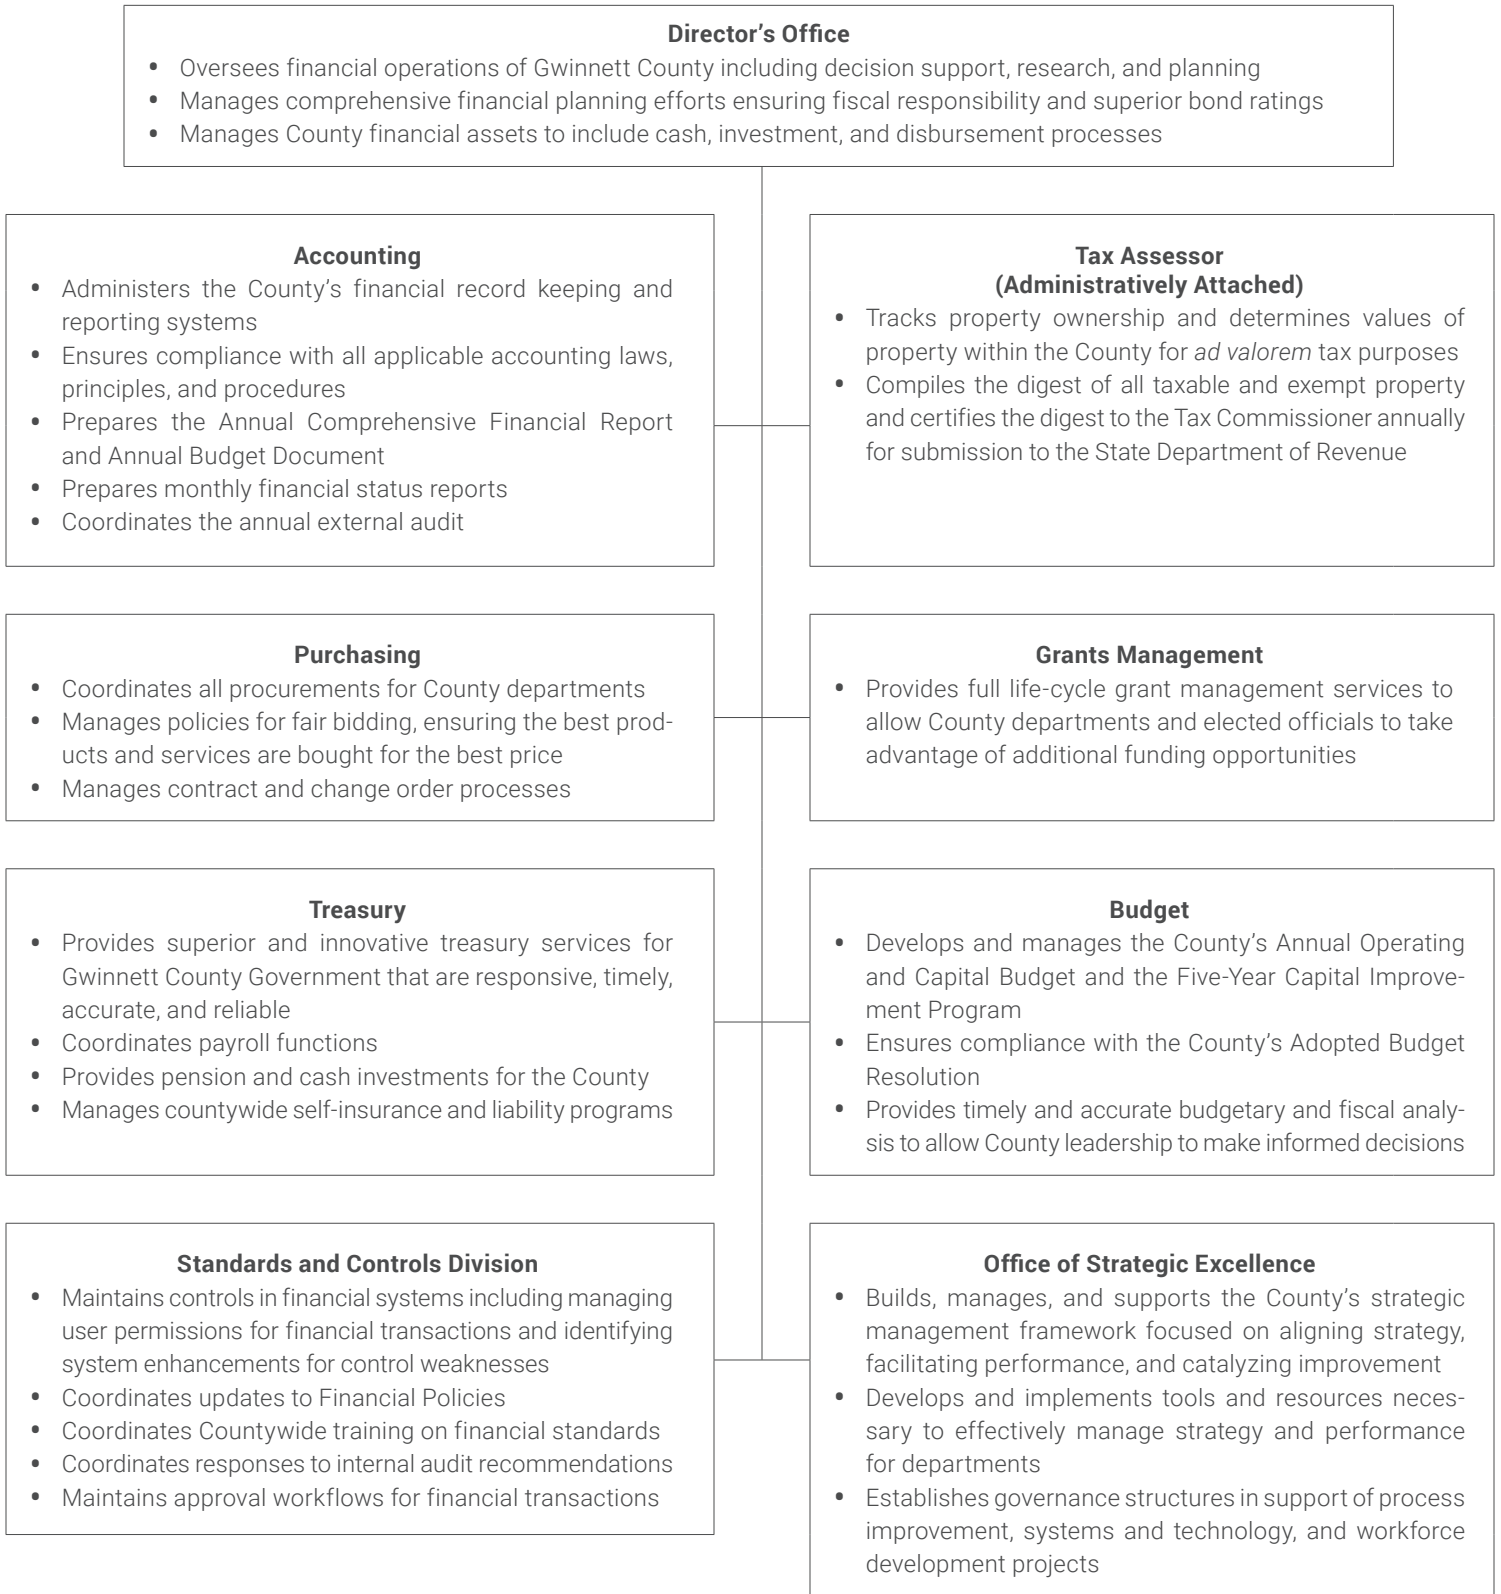 Director’s Office
• Oversees financial operations of Gwinnett County including decision support, research, and planning
• Manages comprehensive financial planning efforts ensuring fiscal responsibility and superior bond ratings
• Manages County financial assets to include cash, investment, and disbursement processes
Accounting
• Administers the County’s financial record keeping and
reporting systems
• Ensures compliance with all applicable accounting laws,
principles, and procedures
• Prepares the Annual Comprehensive Financial Report
and Annual Budget Document
• Prepares monthly financial status reports
• Coordinates the annual external audit
Tax Assessor
(Administratively Attached)
• Tracks property ownership and determines values of
property within the County for ad valorem tax purposes
• Compiles the digest of all taxable and exempt property
and certifies the digest to the Tax Commissioner annually
for submission to the State Department of Revenue
Purchasing
• Coordinates all procurements for County departments
• Manages policies for fair bidding, ensuring the best prod-
ucts and services are bought for the best price
• Manages contract and change order processes
Grants Management
• Provides full life-cycle grant management services to
allow County departments and elected officials to take
advantage of additional funding opportunities
Treasury
• Provides superior and innovative treasury services for
Gwinnett County Government that are responsive, timely,
accurate, and reliable
• Coordinates payroll functions
• Provides pension and cash investments for the County
• Manages countywide self-insurance and liability programs
Budget
• Develops and manages the County’s Annual Operating
and Capital Budget and the Five-Year Capital Improve-
ment Program
• Ensures compliance with the County’s Adopted Budget
Resolution
• Provides timely and accurate budgetary and fiscal analy-
sis to allow County leadership to make informed decisions
Standards and Controls Division
• Maintains controls in financial systems including managing
user permissions for financial transactions and identifying
system enhancements for control weaknesses
• Coordinates updates to Financial Policies
• Coordinates Countywide training on financial standards
• Coordinates responses to internal audit recommendations
• Maintains approval workflows for financial transactions
Office of Strategic Excellence
• Builds, manages, and supports the County’s strategic
management framework focused on aligning strategy,
facilitating performance, and catalyzing improvement
• Develops and implements tools and resources neces-
sary to effectively manage strategy and performance
for departments
• Establishes governance structures in support of process
improvement, systems and technology, and workforce
development projects